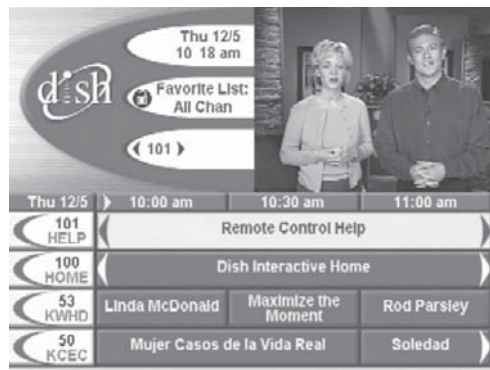 Thu 12/5
10 18 am
dish
Favorite List:
All Chan
101
Thu 12/5 10:00 am 10:30 am 11:00 am
101
HELP
Remote Control Help
100
HOME
Dish Interactive Home
53
KWHD
Linda McDonald
Maximize the
Moment
Rod Parsley
50
KCEC
Mujer Casos de la Vida Real
Soledad